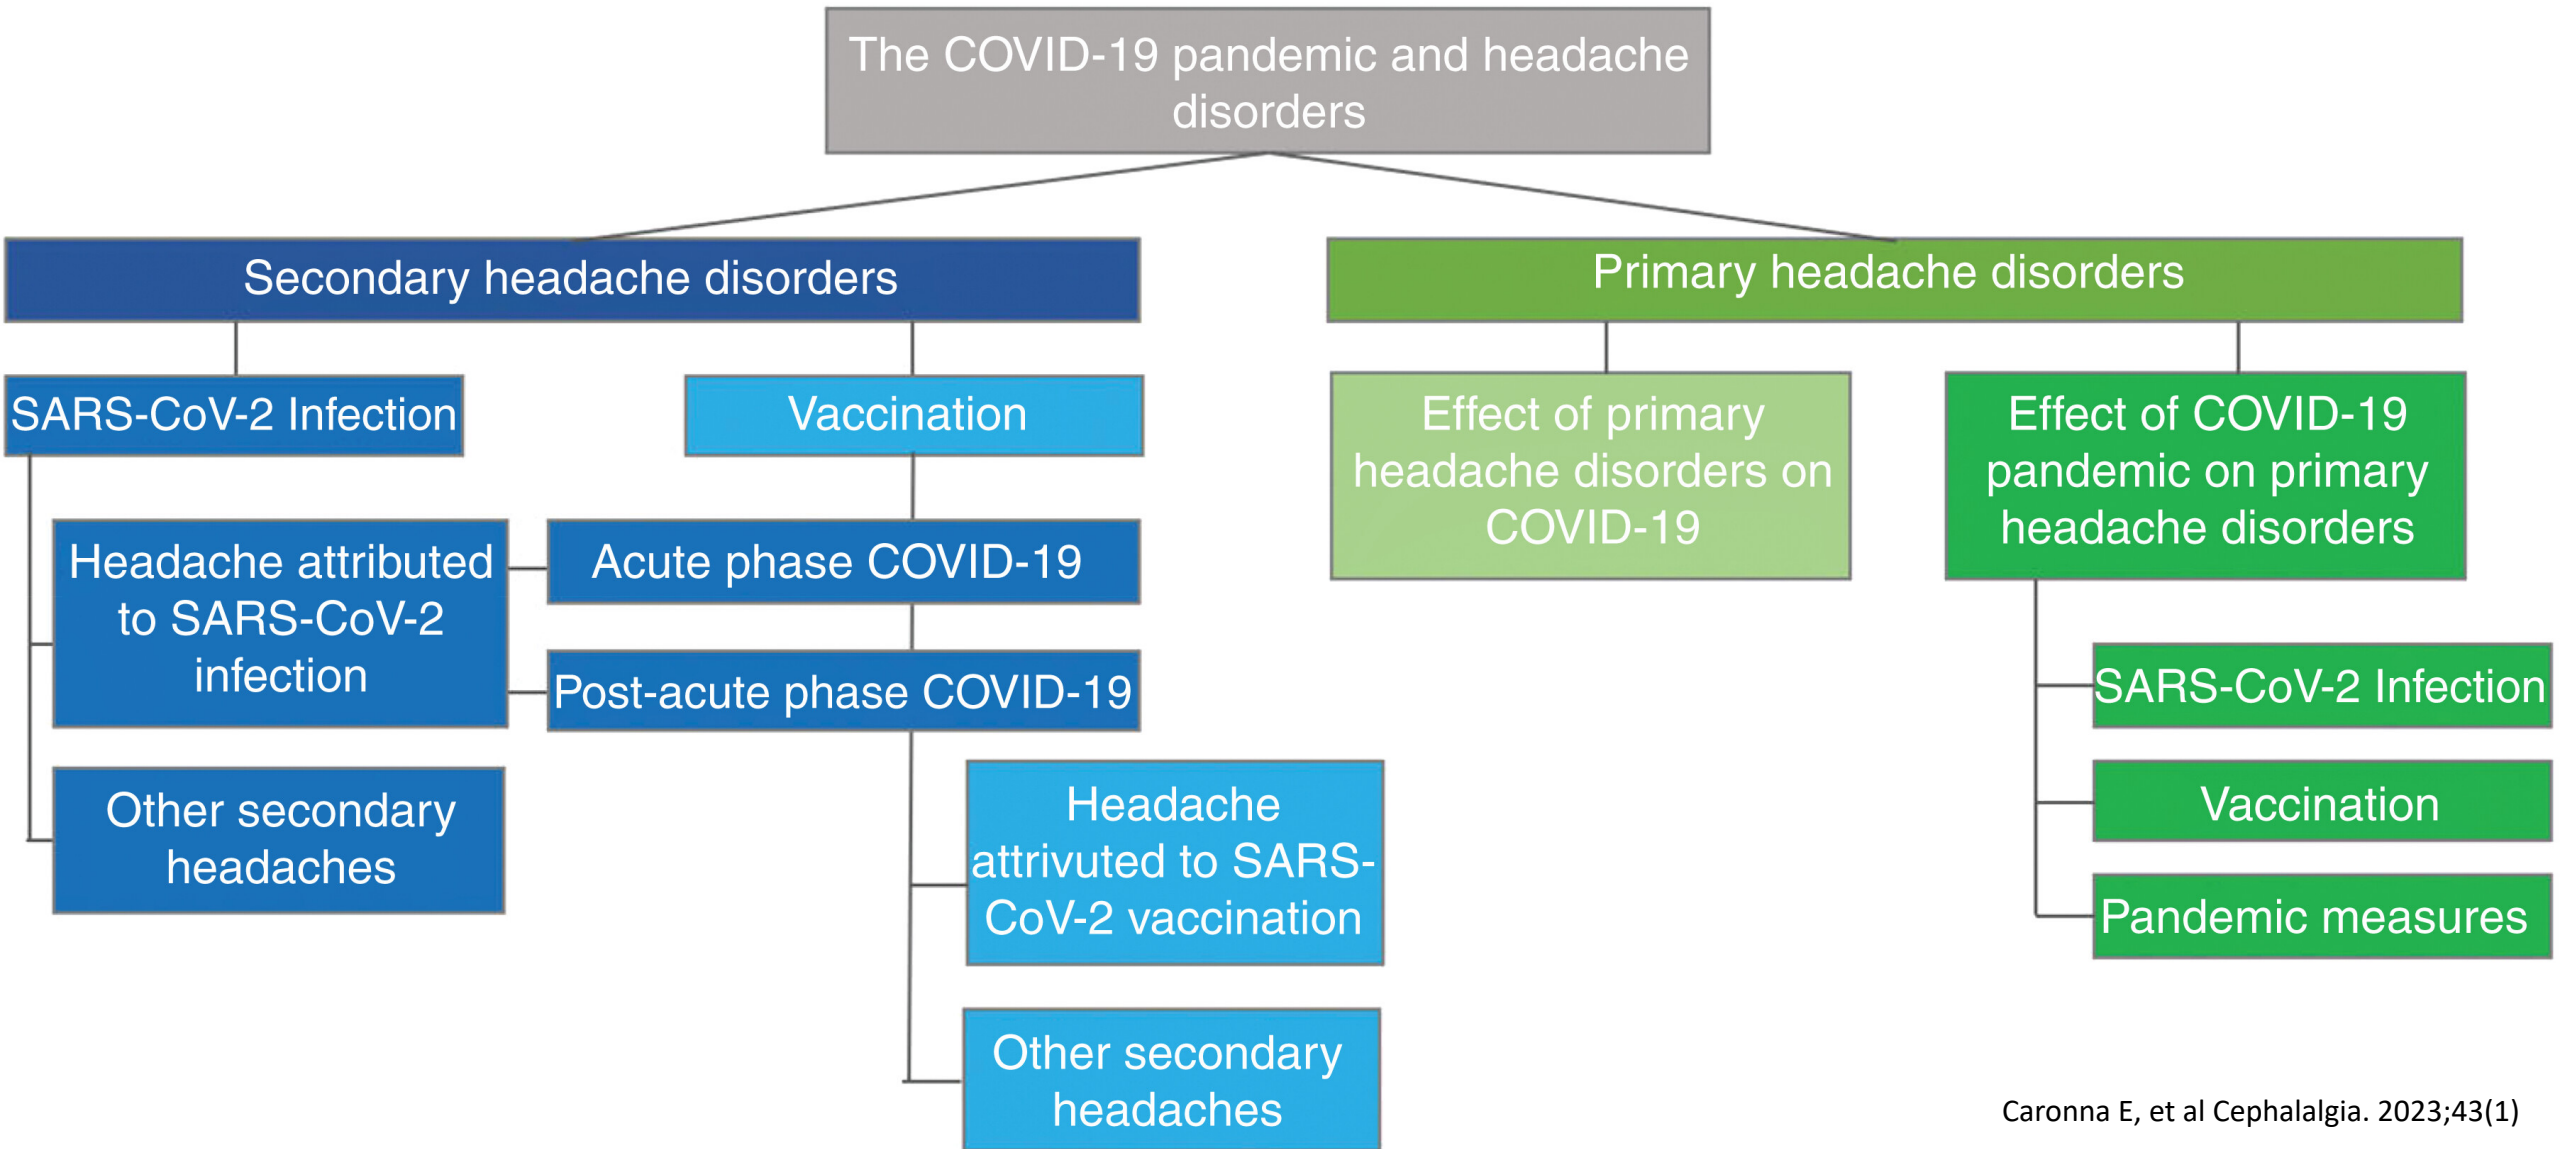 The COVID-19 pandemic and headache
disorders
Secondary headache disorders
Primary headache disorders
SARS-CoV-2 Infection
Vaccination
Effect of primary
headache disorders on
COVID-19
Effect of COVID-19
pandemic on primary
headache disorders
Headache attributed
to SARS-CoV-2
infection
Acute phase COVID-19
Post-acute phase COVID-19
Other secondary
headaches
Headache
attrivuted to SARS-
CoV-2 vaccination
Other secondary
headaches
SARS-CoV-2 Infection
Vaccination
Pandemic measures
Caronna E, et al Cephalalgia. 2023;43(1)